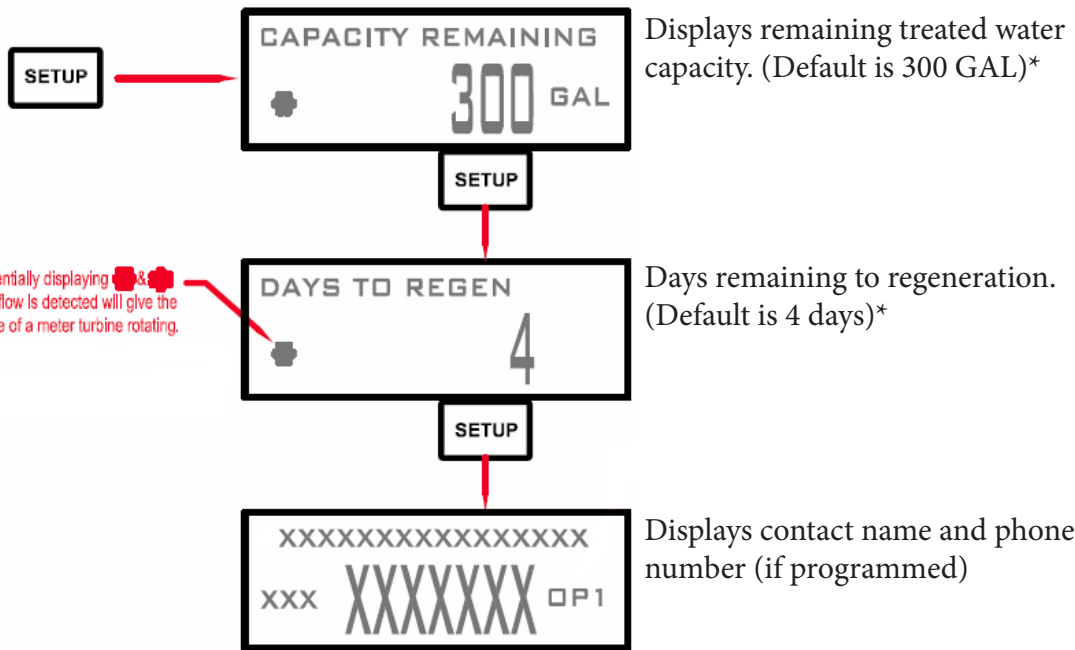 CAPACITY REMAINING
300 GAL
Displays remaining treated water
capacity. (Default is 300 GAL)*
SETUP
SETUP
DAYS TO REGEN
4
Days remaining to regeneration.
(Default is 4 days)*
entially displaying & 
flow is detected will give the
e of a meter turbine rotating.
SETUP
XXXXXXXXXXXXXXXX
XXX XXXXXXX OP1
Displays contact name and phone
number (if programmed)